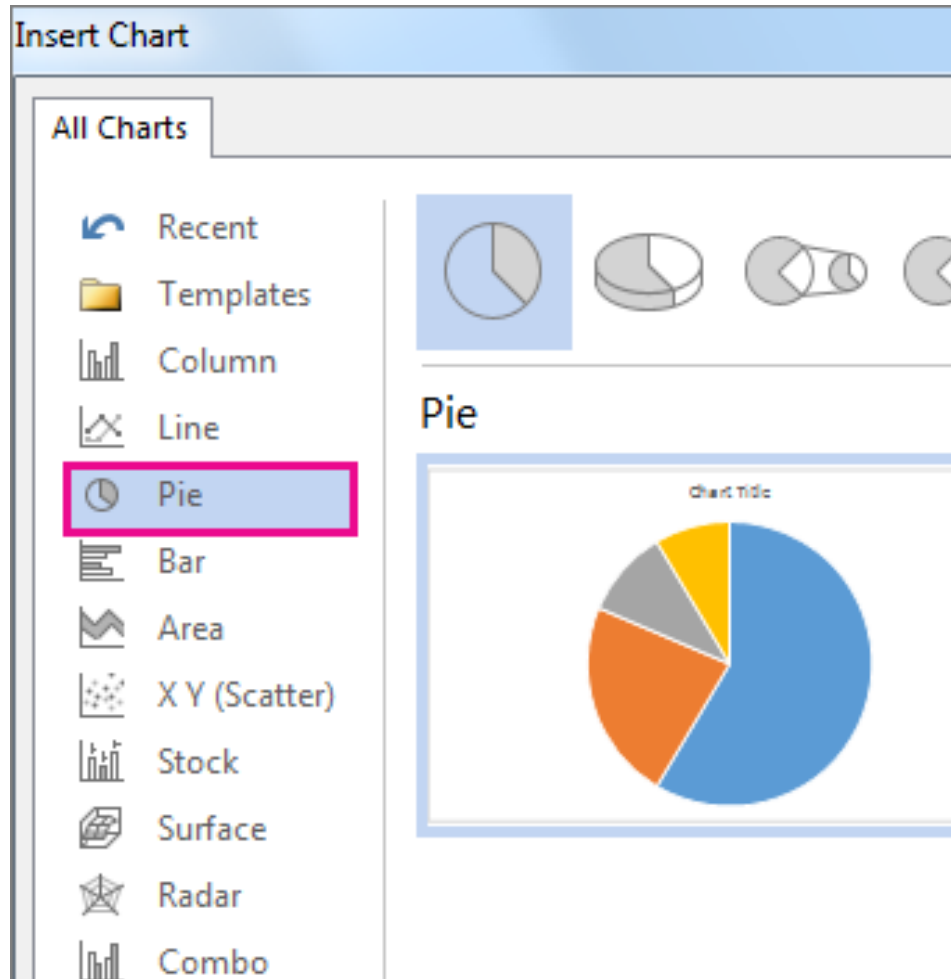 Insert Chart
All Charts
Recent
Templates
Column
Line
Pie
Bar
Area
X Y (Scatter)
Stock
Surface
Radar
Combo
Pie
Chart Title